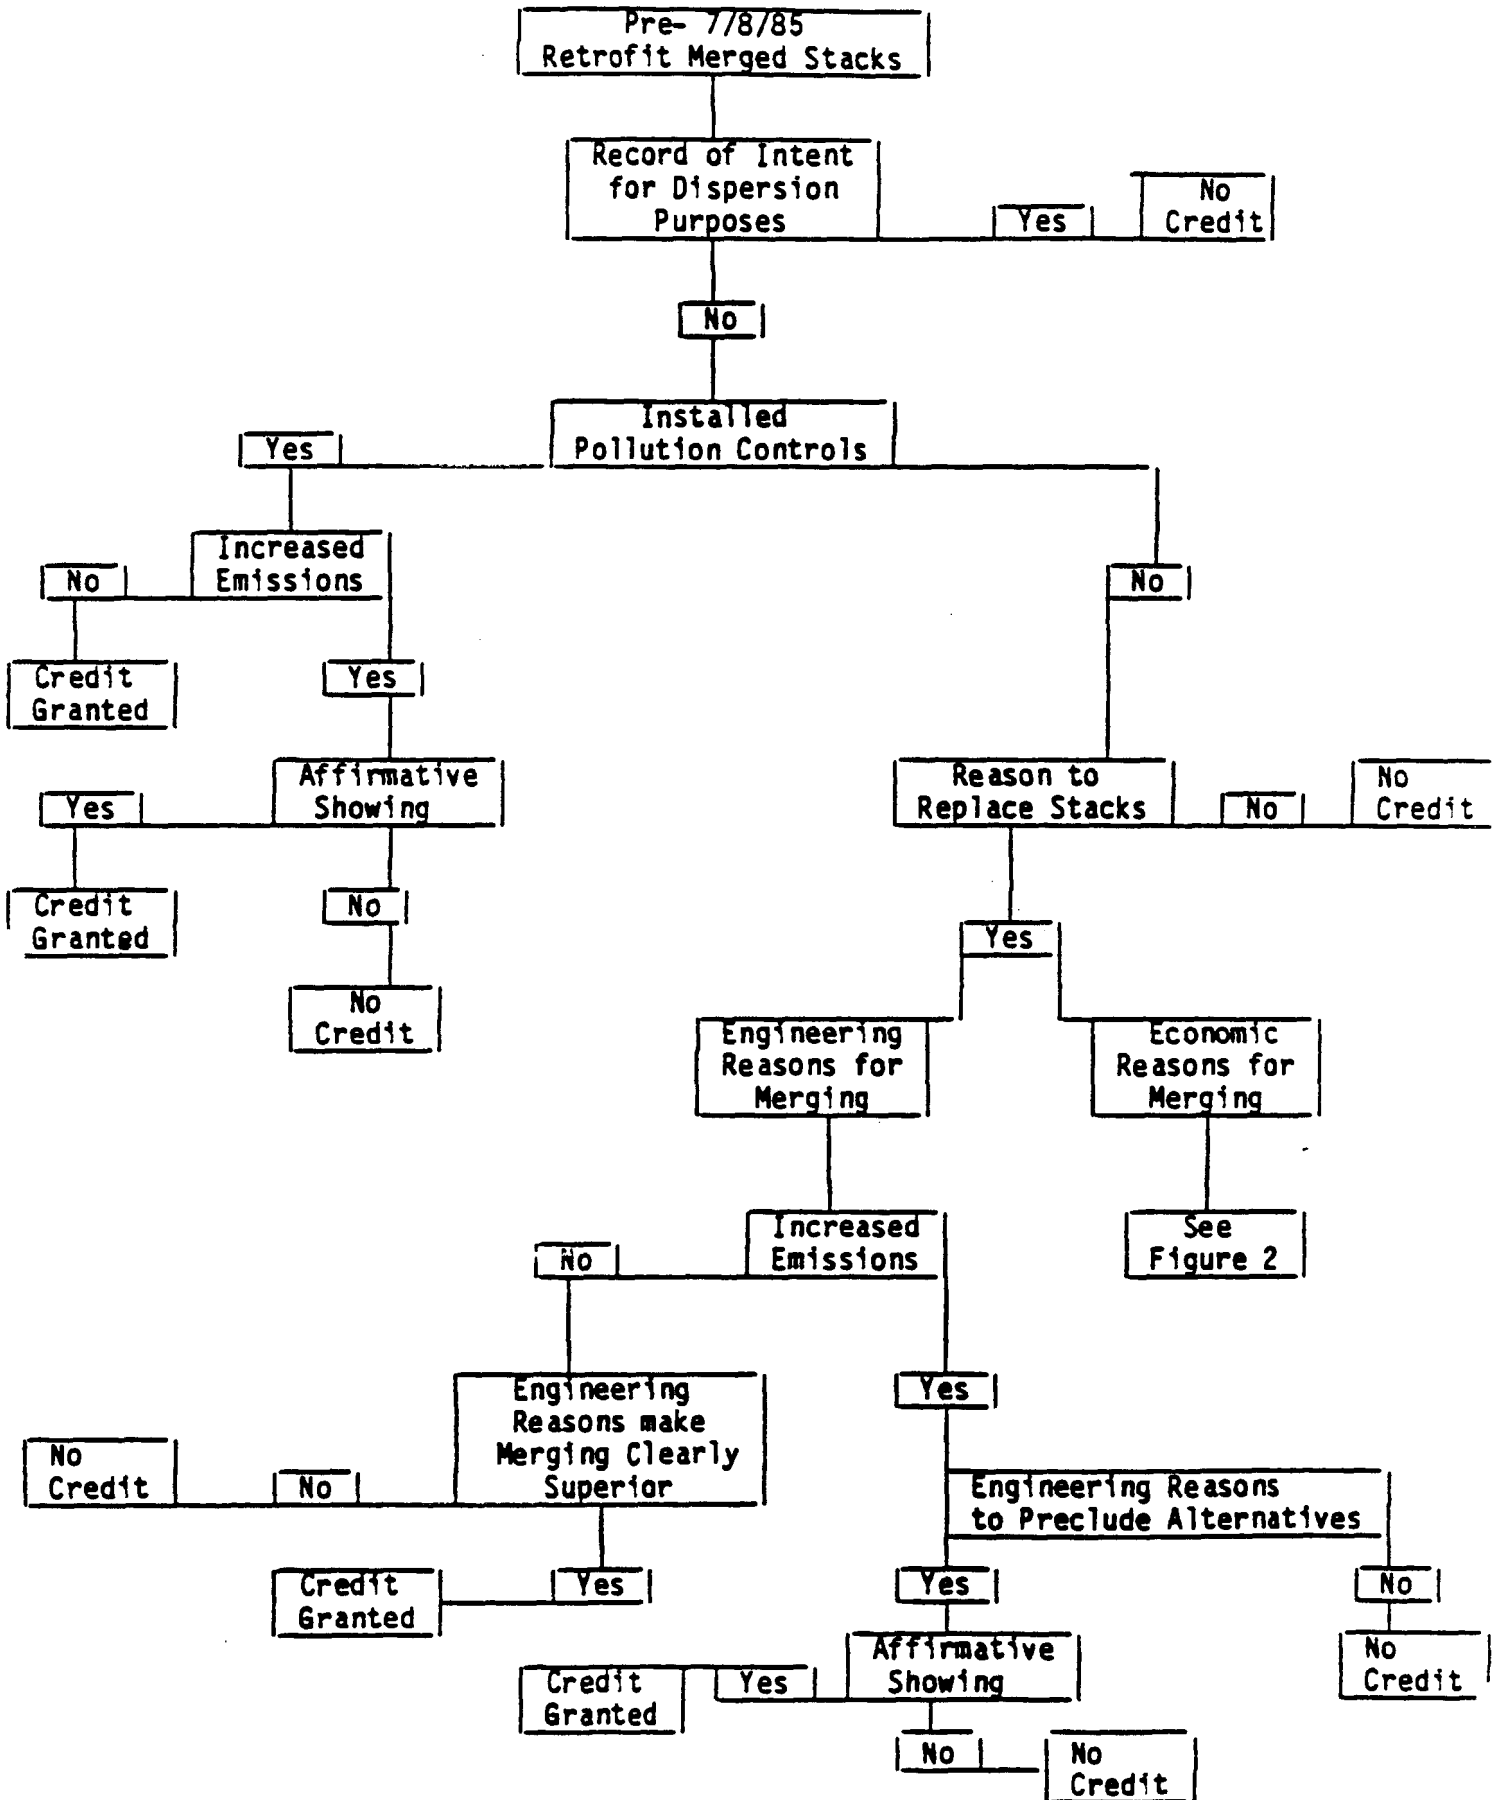 Pre- 7/8/85
Retrofit Merged Stacks
Record of Intent
for Dispersion
Purposes
Yes
No
Credit
No
Installed
Pollution Controls
Yes
Increased
Emissions
No
No
Credit
Granted
Yes
Affirmative
Showing
Yes
Reason to
Replace Stacks
No
No
Credit
Credit
Granted
No
Yes
No
Credit
Engineering
Reasons for
Merging
Economic
Reasons for
Merging
Increased
Emissions
No
See
Figure 2
Engineering
Reasons make
Merging Clearly
Superior
Yes
No
Credit
No
Engineering Reasons
to Preclude Alternatives
Credit
Granted
Yes
Yes
No
Affirmative
Showing
No
Credit
Credit
Granted
Yes
No
No
Credit